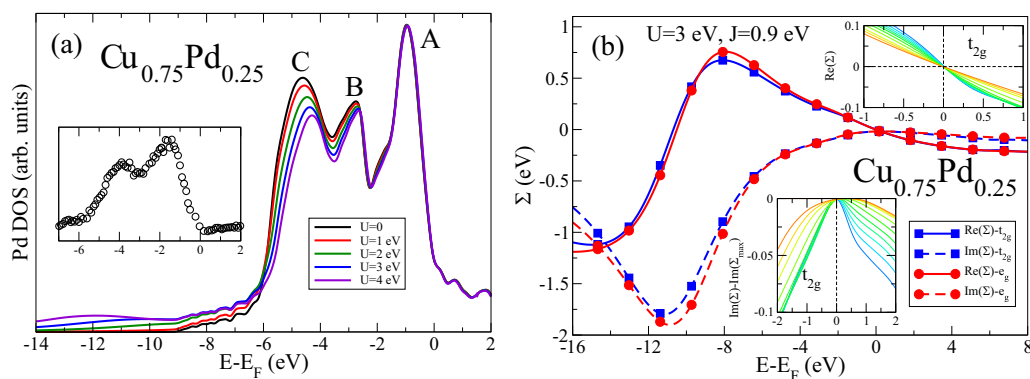 (a)
Cu0.75Pd0.25
A
B
C
Pd DOS (arb. units)
-6 -4 -2 0 2
U=0
U=1 eV
U=2 eV
U=3 eV
U=4 eV
-14 -12 -10 -8 -6 -4 -2 0 2
E-EF (eV)
(b)
U=3 eV, J=0.9 eV
Σ (eV)
2
1.5
1
0.5
0
-0.5
-1
-1.5
-2
Re(Σ)
0.1
0
-0.1
t2g
-1 -0.5 0 0.5 1
Cu0.75Pd0.25
Im(Σ)-Im(Σmax)
0
-0.05
-0.1
t2g
-2 -1 0 1 2
Re(Σ)-t2g
Im(Σ)-t2g
Re(Σ)-eg
Im(Σ)-eg
-16 -12 -8 -4 0 4 8
E-EF (eV)